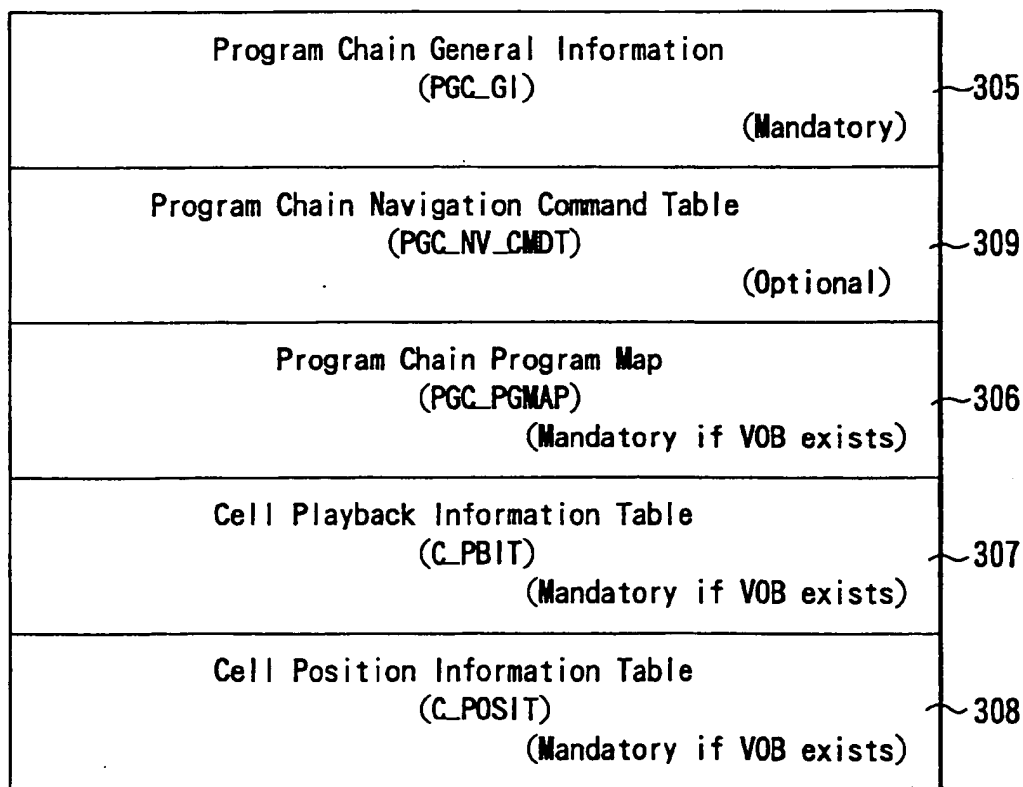 Program Chain General Information
(PGC_GI)
305
(Mandatory)
Program Chain Navigation Command Table
(PGC_NV_CMDT)
309
(Optional)
Program Chain Program Map
(PGC_PGMAP)
306
(Mandatory if VOB exists)
Cell Playback Information Table
(C_PBIT)
307
(Mandatory if VOB exists)
Cell Position Information Table
(C_POSIT)
308
(Mandatory if VOB exists)